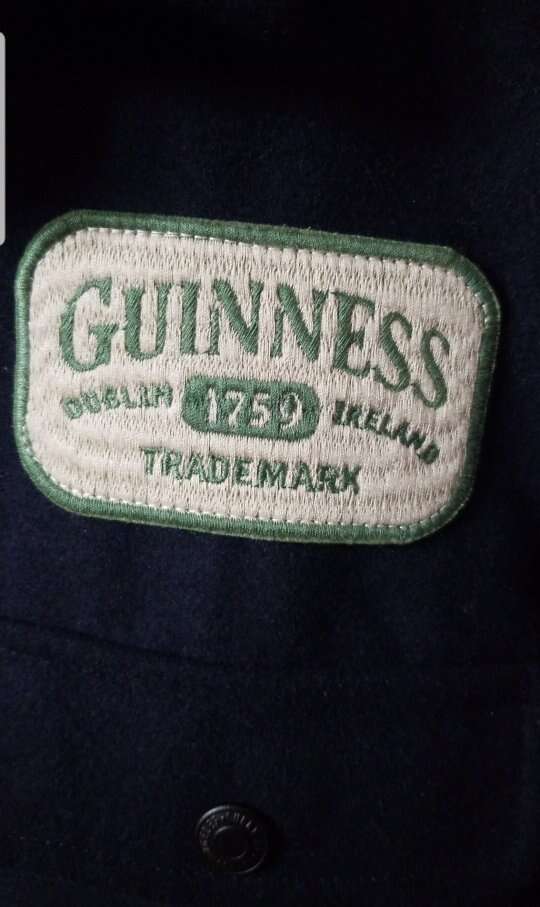 GUINNESS
DUBLIN 1759 IRELAND
TRADEMARK